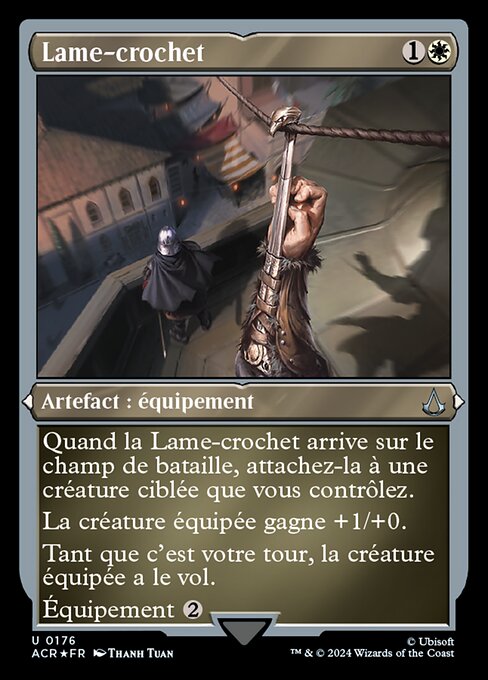 Lame-crochet 1
Artefact : équipement
Quand la Lame-crochet arrive sur le
champ de bataille, attachez-la à une
créature ciblée que vous contrôlez.
La créature équipée gagne +1/+0.
Tant que c'est votre tour, la créature
équipée a le vol.
Équipement 2
U 0176
ACR★FR Thanh Tuan
© Ubisoft
™ & © 2024 Wizards of the Coast